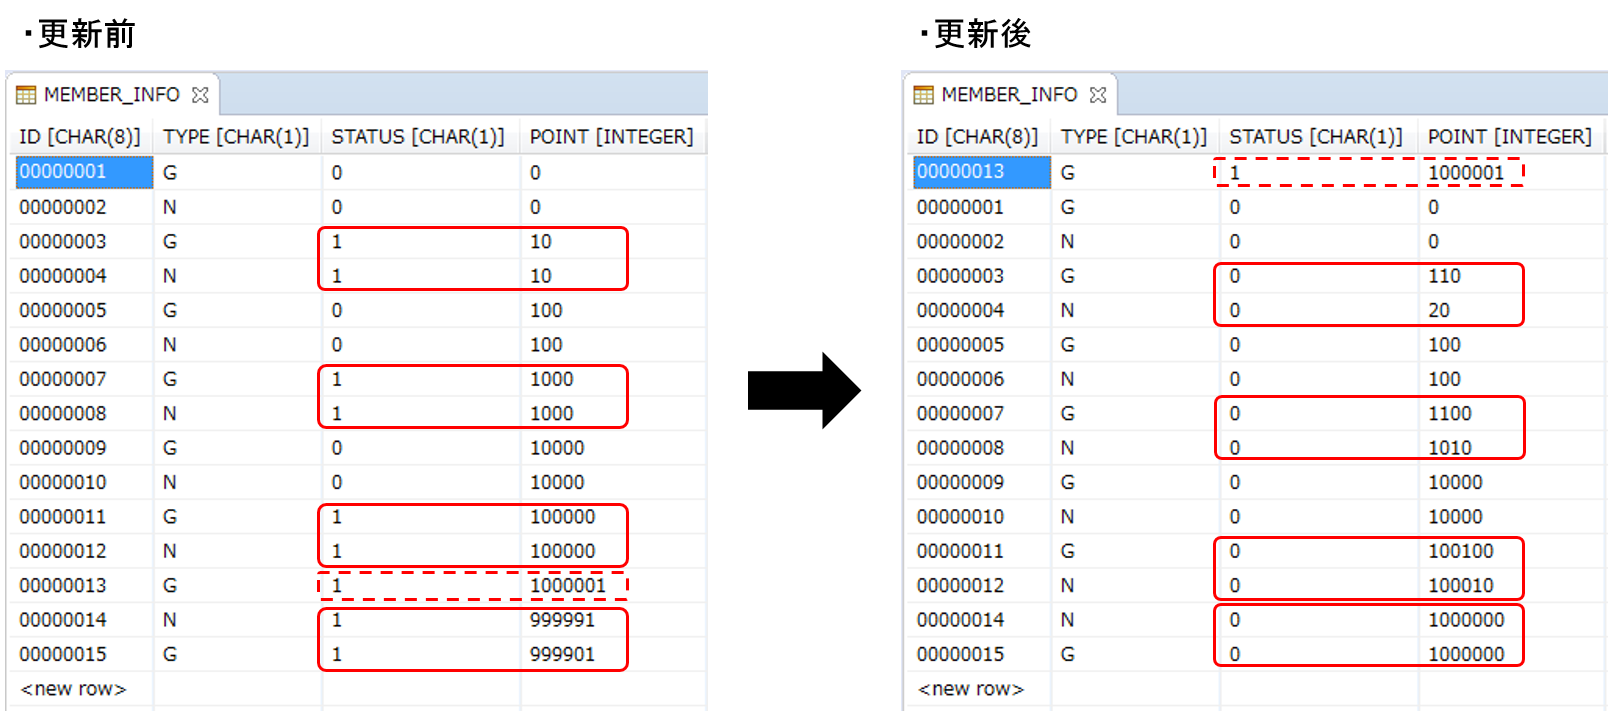 ・更新前
MEMBER_INFO
ID [CHAR(8)] TYPE [CHAR(1)] STATUS [CHAR(1)] POINT [INTEGER]
00000001 G 0 0
00000002 N 0 0
00000003 G 1 10
00000004 N 1 10
00000005 G 0 100
00000006 N 0 100
00000007 G 1 1000
00000008 N 1 1000
00000009 G 0 10000
00000010 N 0 10000
00000011 G 1 100000
00000012 N 1 100000
00000013 G 1 1000001
00000014 N 1 999991
00000015 G 1 999901
<new row>
・更新後
MEMBER_INFO
ID [CHAR(8)] TYPE [CHAR(1)] STATUS [CHAR(1)] POINT [INTEGER]
00000013 G 1 1000001
00000001 G 0 0
00000002 N 0 0
00000003 G 0 110
00000004 N 0 20
00000005 G 0 100
00000006 N 0 100
00000007 G 0 1100
00000008 N 0 1010
00000009 G 0 10000
00000010 N 0 10000
00000011 G 0 100100
00000012 N 0 100010
00000014 N 0 1000000
00000015 G 0 1000000
<new row>